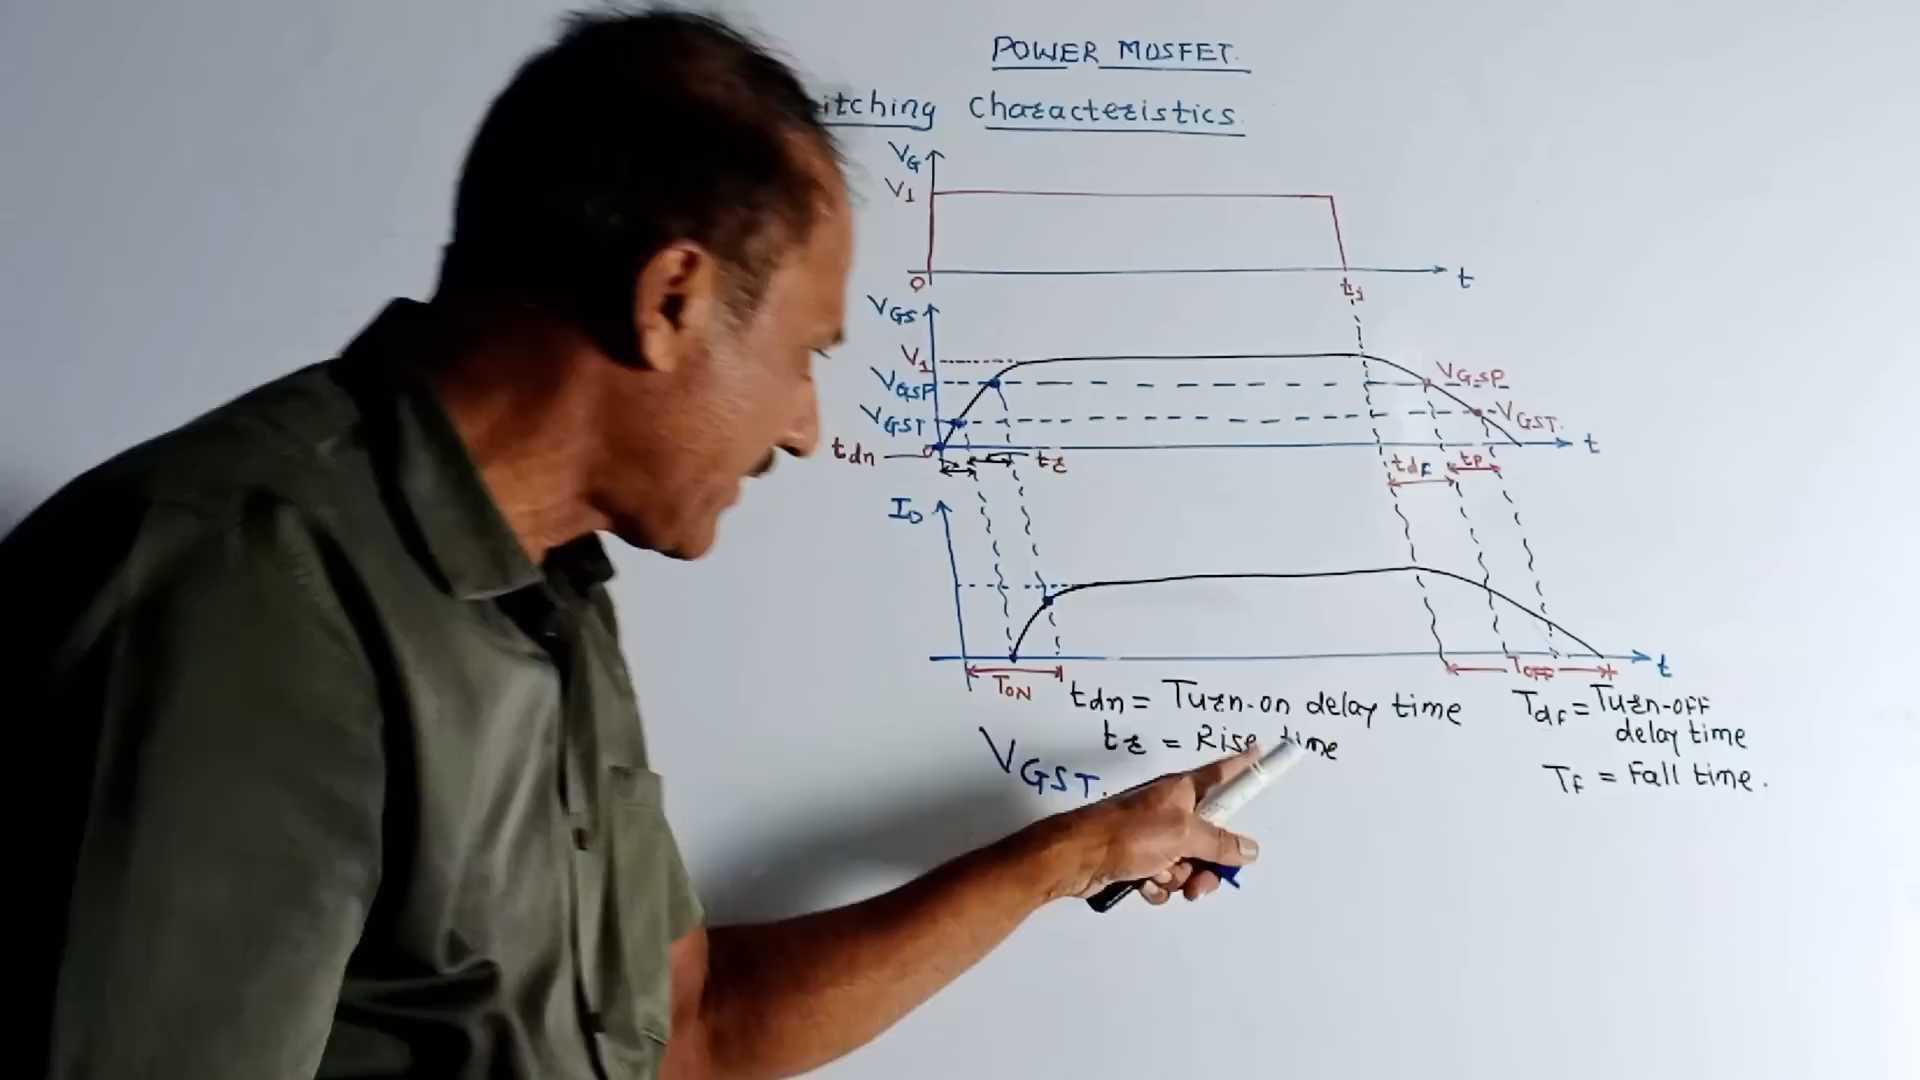 POWER MOSFET.
itching Characteristics.
VG
V1
0
t
t1
VGS
V1
VGSP
VGSP
VGST
VGST.
tdn
0
tr
t
tdf
tf
ID
t
TON
TOFF
tdn = Turn-on delay time
tr = Rise time
Tdf = Turn-off
delay time
Tf = Fall time.
VGST.